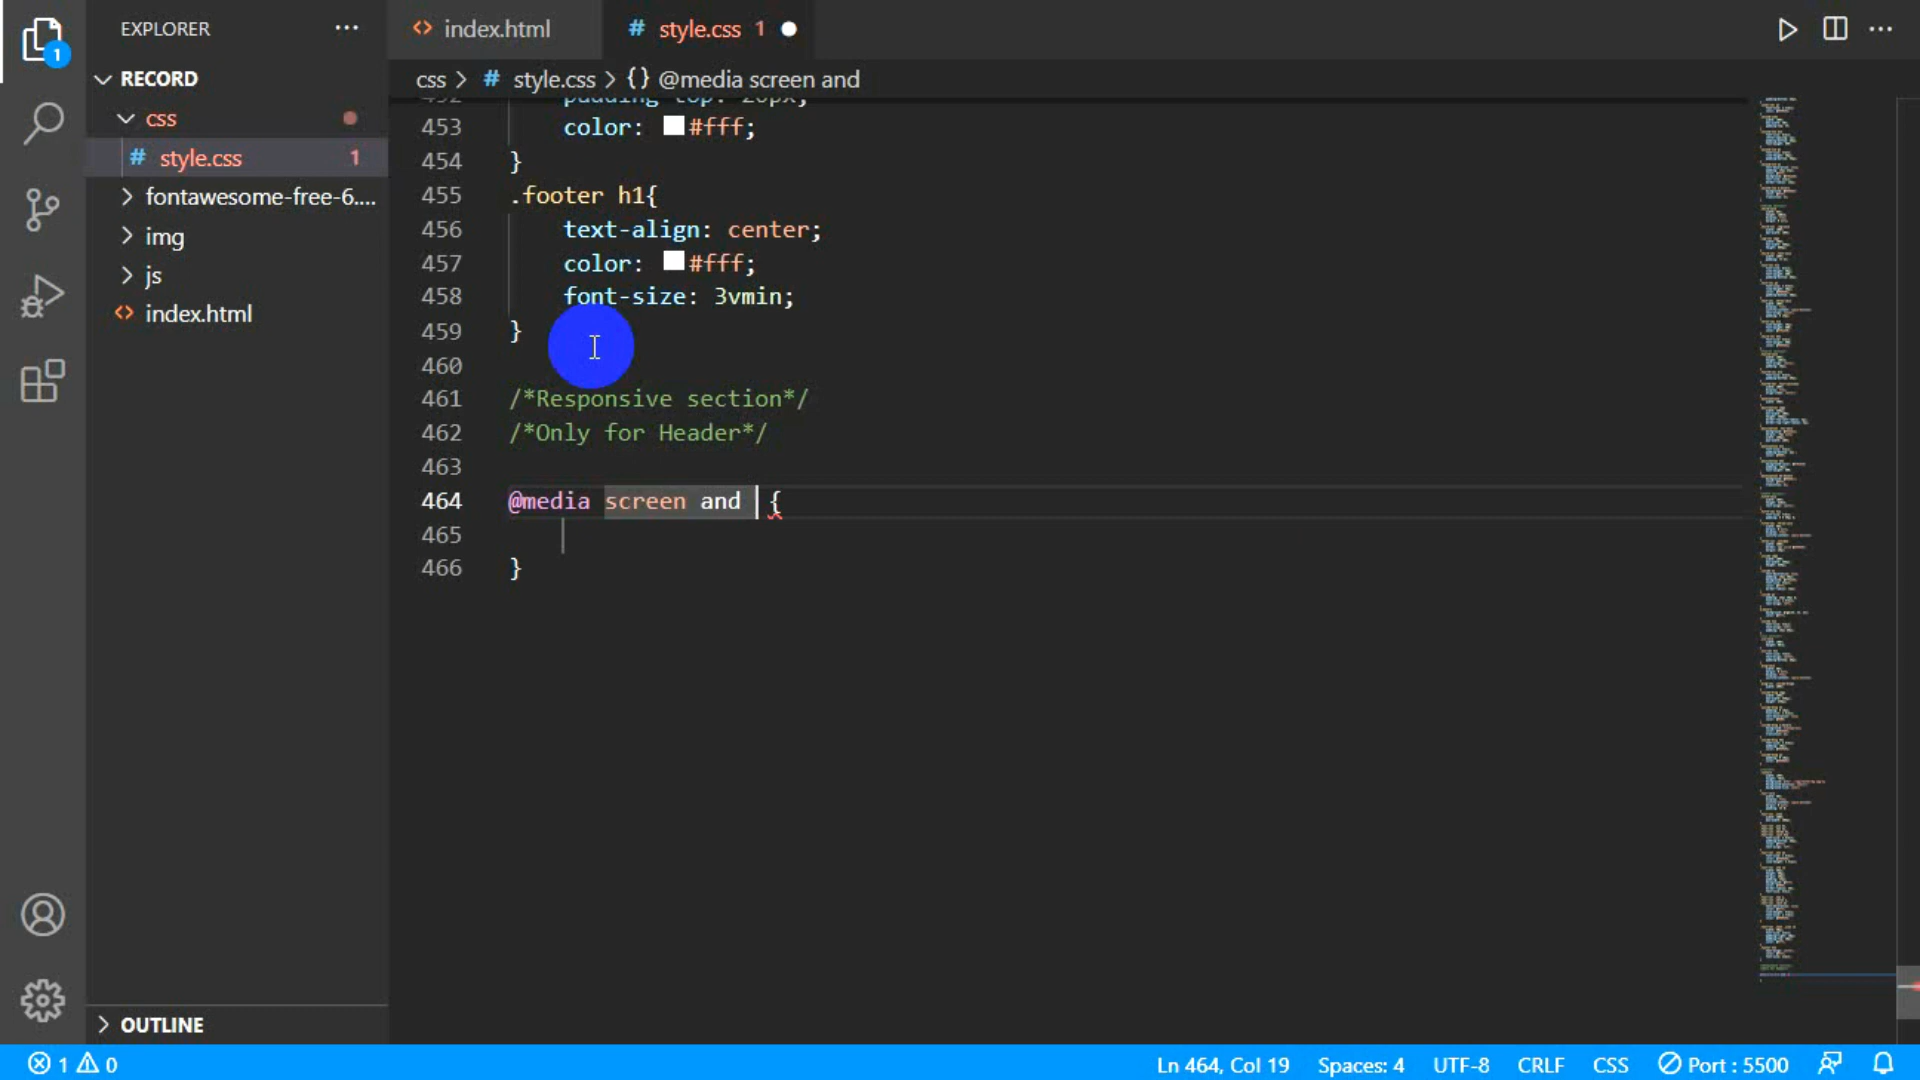 EXPLORER ···
index.html
# style.css 1
RECORD
css > # style.css > {} @media screen and
css
# style.css 1
fontawesome-free-6....
img
js
index.html
453 color: #fff;
454 }
455 .footer h1{
456 text-align: center;
457 color: #fff;
458 font-size: 3vmin;
459 }
460
461 /*Responsive section*/
462 /*Only for Header*/
463
464 @media screen and {
465
466 }
1
OUTLINE
1 0
Ln 464, Col 19 Spaces: 4 UTF-8 CRLF CSS Port : 5500